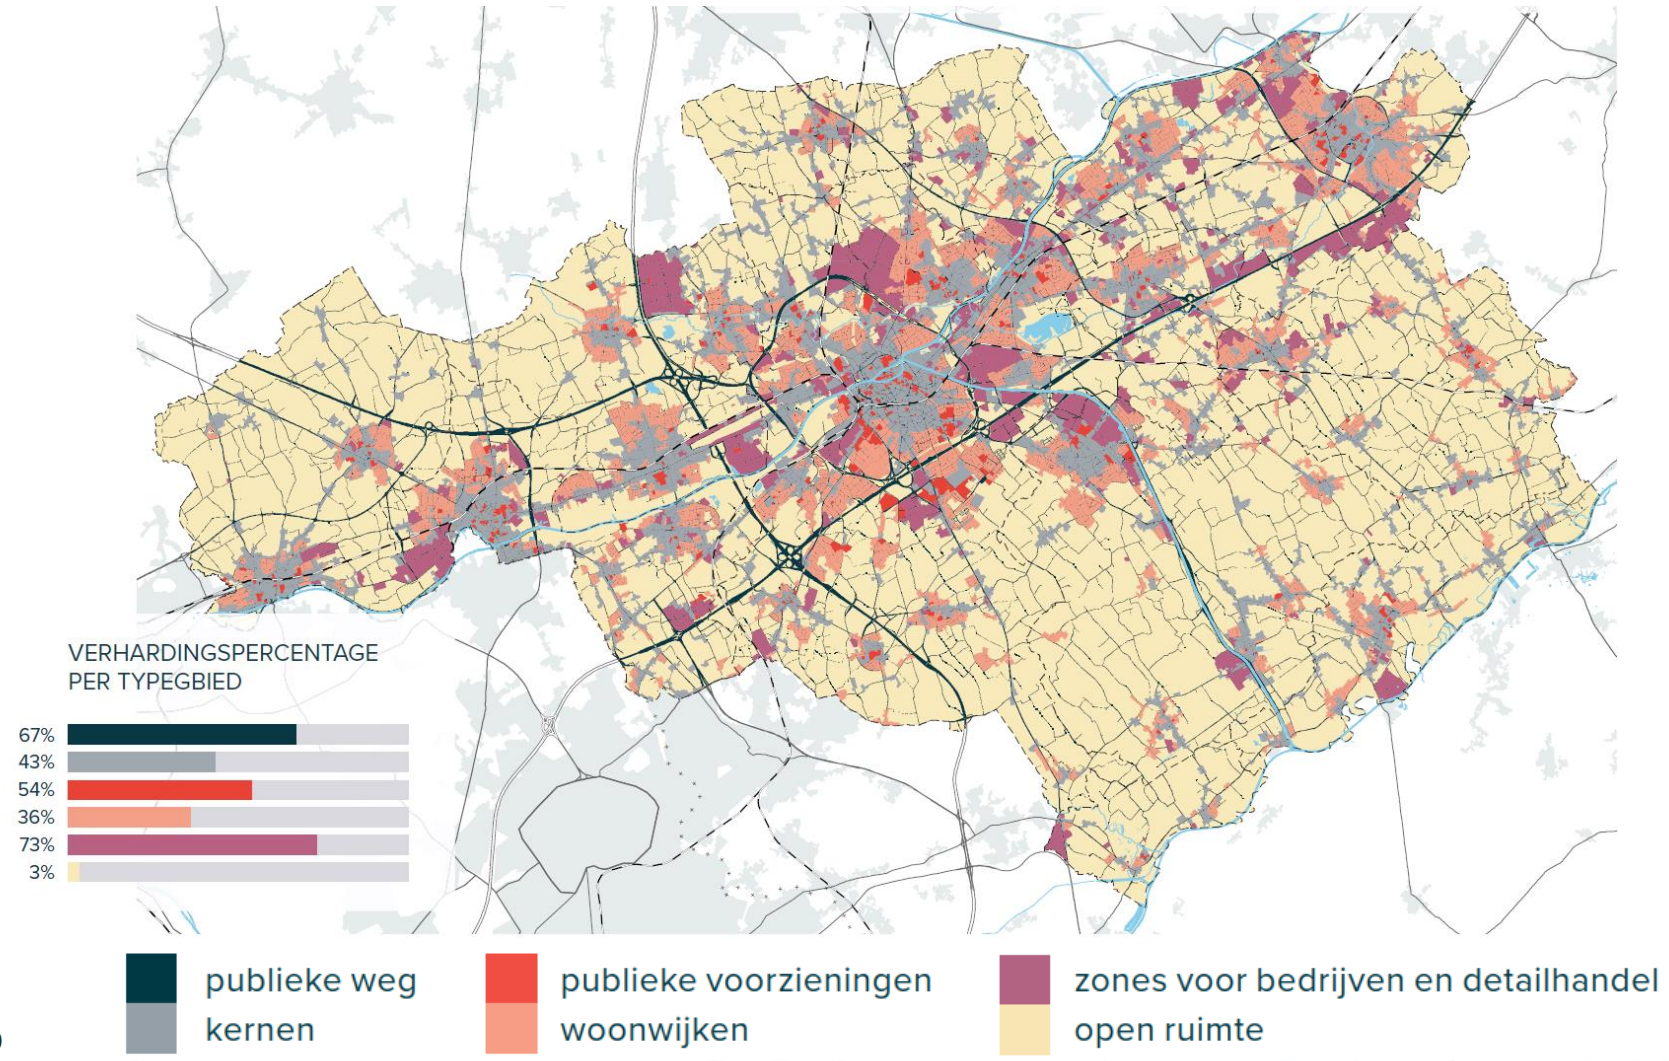 VERHARDINGSPERCENTAGE
PER TYPEGBIED
67%
43%
54%
36%
73%
3%
publieke weg
kernen
publieke voorzieningen
woonwijken
zones voor bedrijven en detailhandel
open ruimte